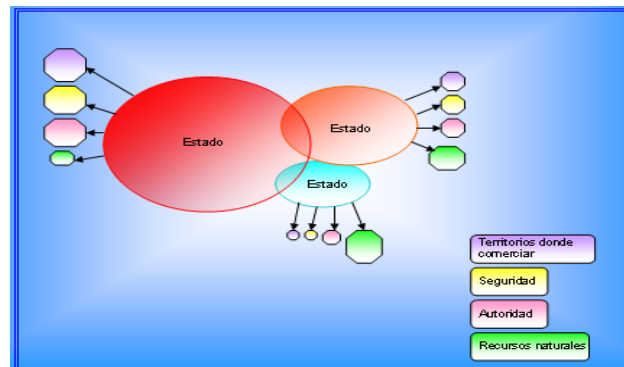 Estado
Estado
Estado
Territorios donde
comerciar
Seguridad
Autoridad
Recursos naturales